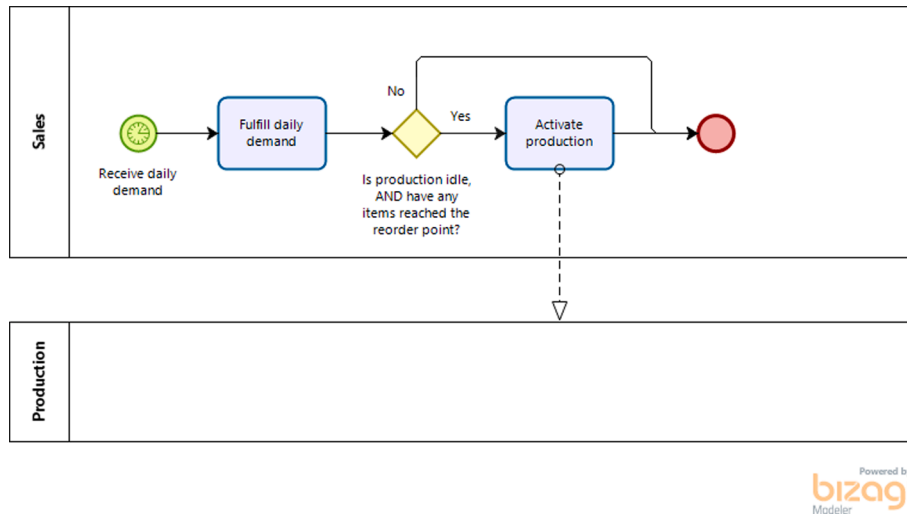 Sales
Receive daily
demand
Fulfill daily
demand
No
Yes
Is production idle,
AND have any
items reached the
reorder point?
Activate
production
Production
Powered b
bizag
Modeler